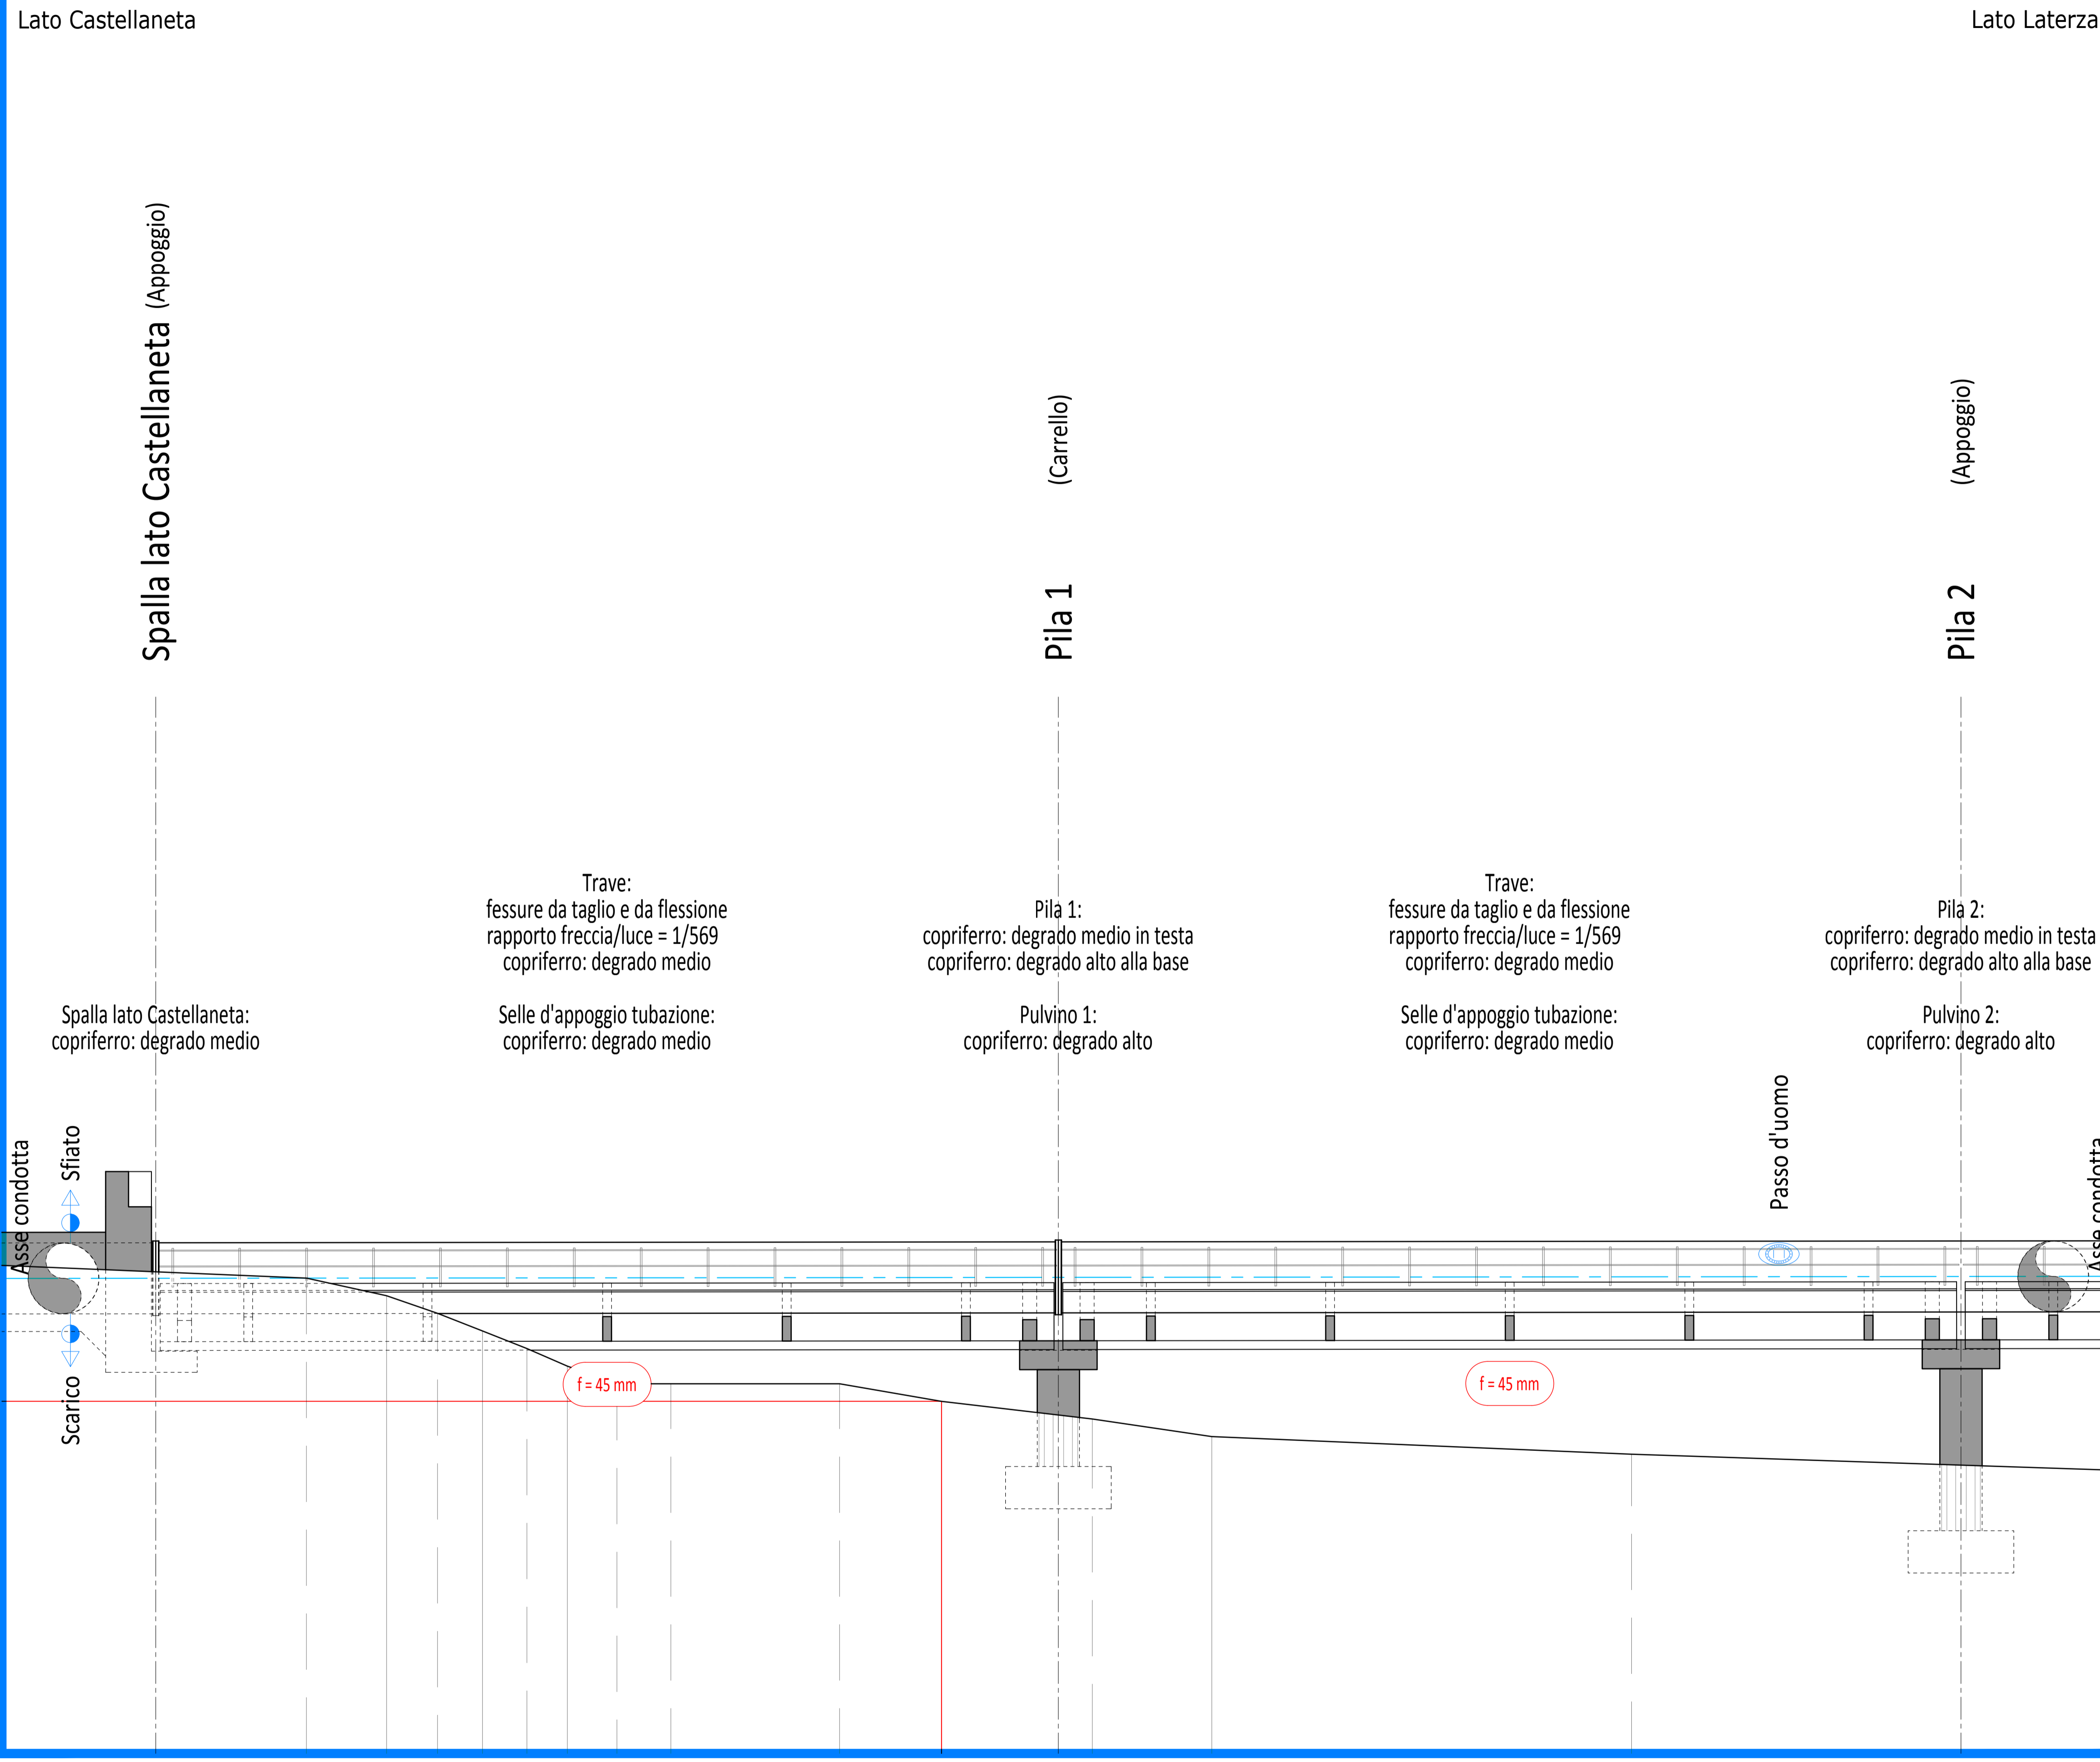 Lato Castellaneta
Lato Laterza
Spalla lato Castellaneta (Appoggio)
Pila 1 (Carrello)
Pila 2 (Appoggio)
Trave:
fessure da taglio e da flessione
rapporto freccia/luce = 1/569
copriferro: degrado medio
Pila 1:
copriferro: degrado medio in testa
copriferro: degrado alto alla base
Trave:
fessure da taglio e da flessione
rapporto freccia/luce = 1/569
copriferro: degrado medio
Pila 2:
copriferro: degrado medio in testa
copriferro: degrado alto alla base
Spalla lato Castellaneta:
copriferro: degrado medio
Selle d'appoggio tubazione:
copriferro: degrado medio
Pulvino 1:
copriferro: degrado alto
Selle d'appoggio tubazione:
copriferro: degrado medio
Pulvino 2:
copriferro: degrado alto
Asse condotta
Sfiato
Passo d'uomo
Asse condotta
Scarico
f = 45 mm
f = 45 mm